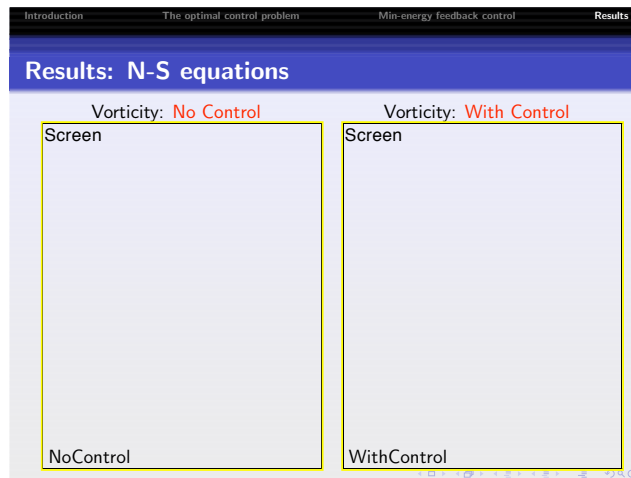 Introduction The optimal control problem Min-energy feedback control Results
Results: N-S equations
Vorticity: No Control Vorticity: With Control
Screen Screen
NoControl WithControl